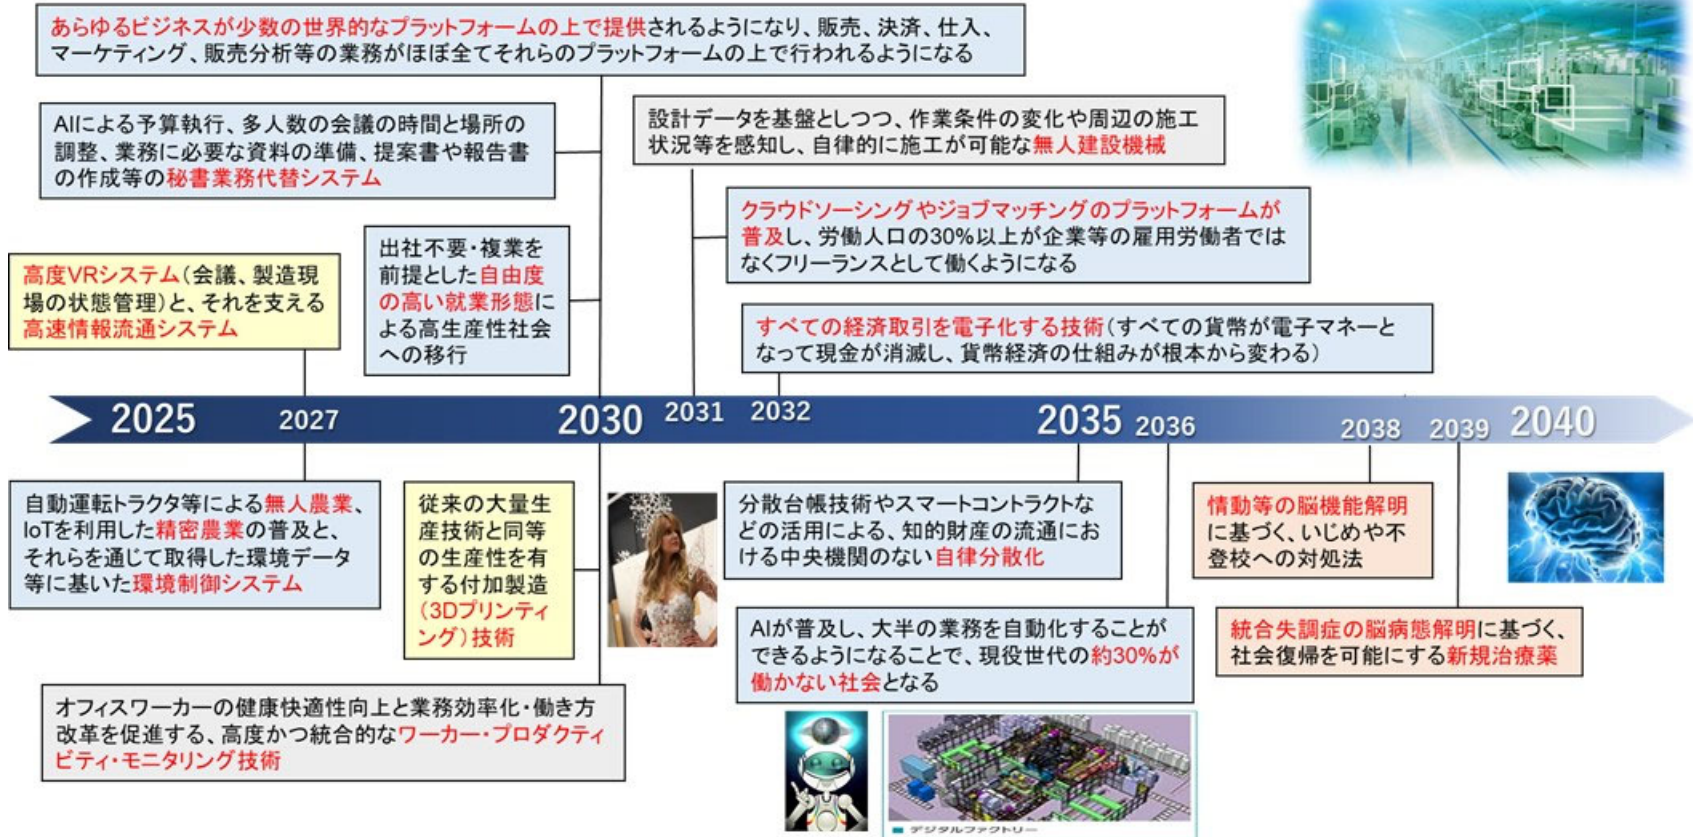 あらゆるビジネスが少数の世界的なプラットフォームの上で提供されるようになり、販売、決済、仕入、
マーケティング、販売分析等の業務がほぼ全てそれらのプラットフォームの上で行われるようになる
AIによる予算執行、多人数の会議の時間と場所の
調整、業務に必要な資料の準備、提案書や報告書
の作成等の秘書業務代替システム
設計データを基盤としつつ、作業条件の変化や周辺の施工
状況等を感知し、自律的に施工が可能な無人建設機械
クラウドソーシングやジョブマッチングのプラットフォームが
普及し、労働人口の30%以上が企業等の雇用労働者では
なくフリーランスとして働くようになる
高度VRシステム(会議、製造現
場の状態管理)と、それを支える
高速情報流通システム
出社不要・複業を
前提とした自由度
の高い就業形態に
よる高生産性社会
への移行
すべての経済取引を電子化する技術(すべての貨幣が電子マネーと
なって現金が消滅し、貨幣経済の仕組みが根本から変わる)
2025 2027 2030 2031 2032 2035 2036 2038 2039 2040
自動運転トラクタ等による無人農業、
IoTを利用した精密農業の普及と、
それらを通じて取得した環境データ
等に基いた環境制御システム
従来の大量生
産技術と同等
の生産性を有
する付加製造
(3Dプリンティ
ング)技術
分散台帳技術やスマートコントラクトな
どの活用による、知的財産の流通にお
ける中央機関のない自律分散化
情動等の脳機能解明
に基づく、いじめや不
登校への対処法
AIが普及し、大半の業務を自動化することが
できるようになることで、現役世代の約30%が
働かない社会となる
統合失調症の脳病態解明に基づく、
社会復帰を可能にする新規治療薬
オフィスワーカーの健康快適性向上と業務効率化・働き方
改革を促進する、高度かつ統合的なワーカー・プロダクティ
ビティ・モニタリング技術
デジタルファクトリー